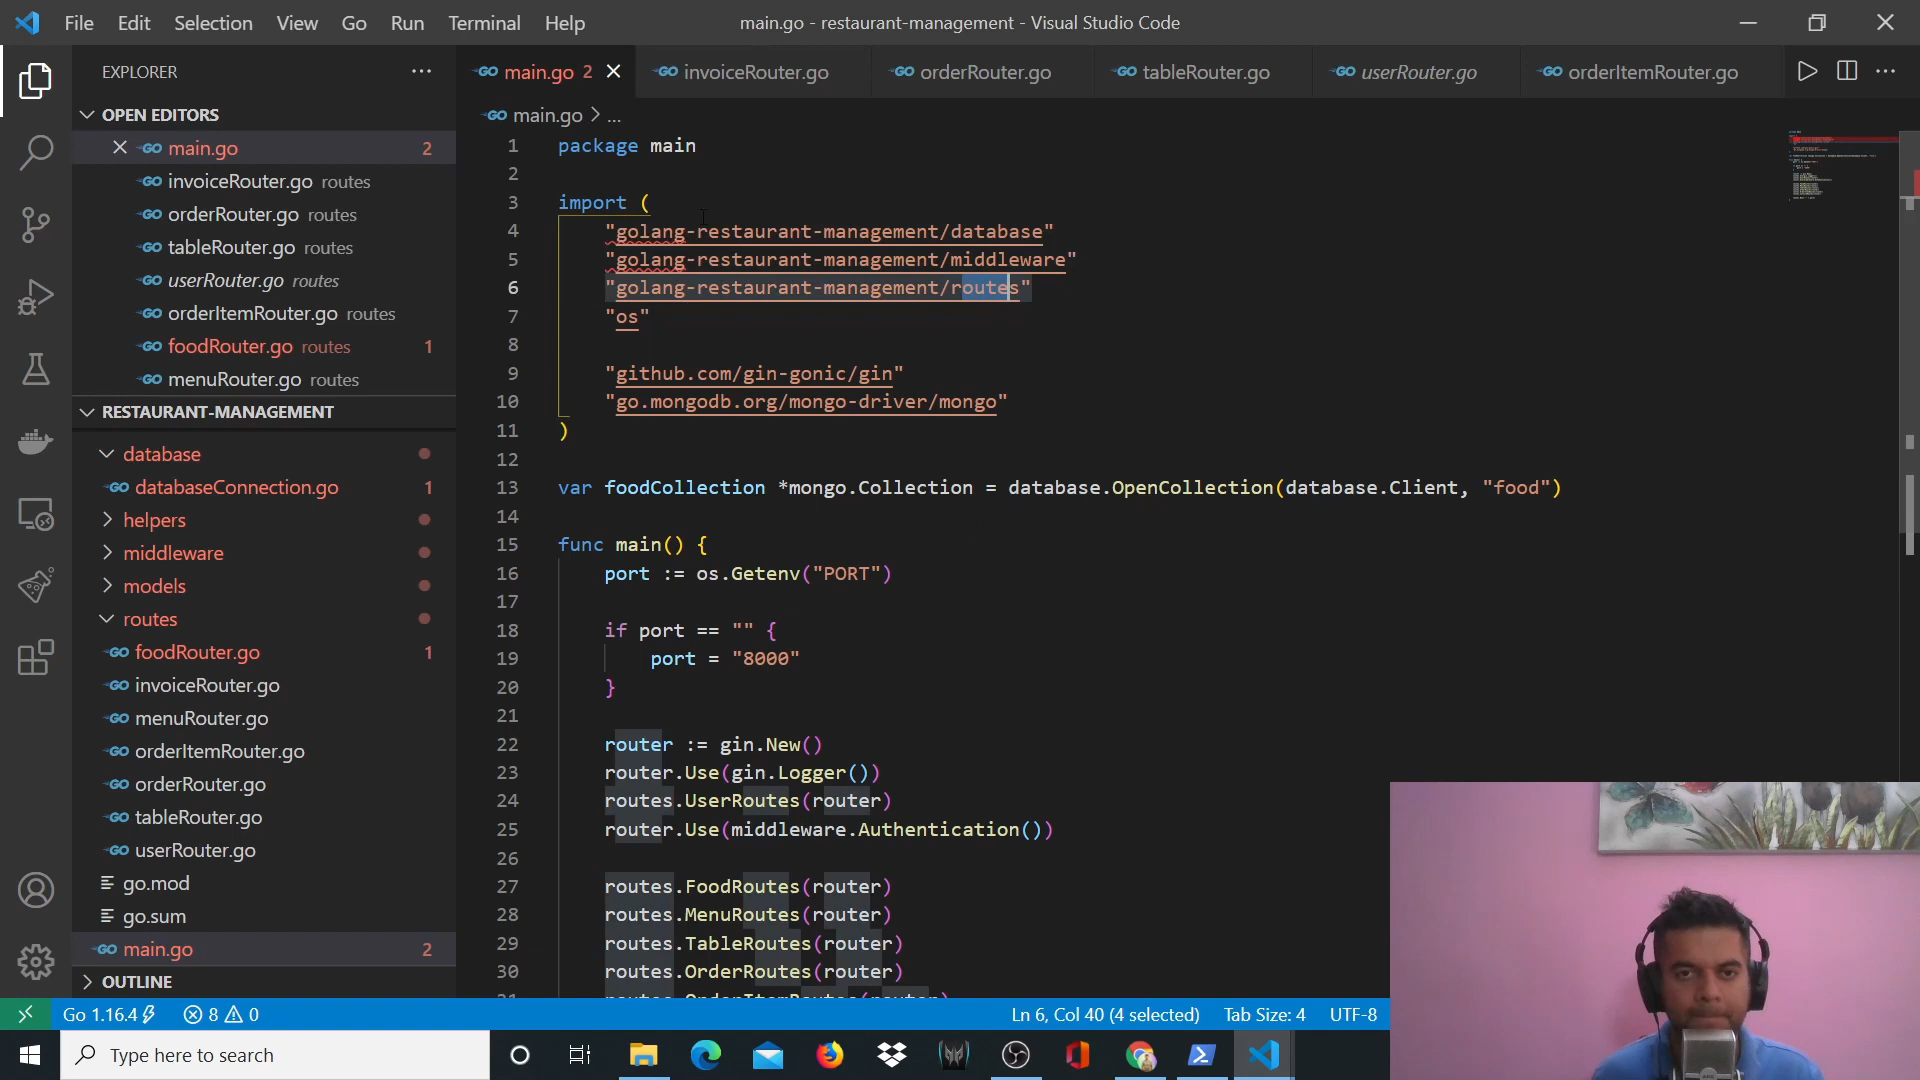 File Edit Selection View Go Run Terminal Help
main.go - restaurant-management - Visual Studio Code
EXPLORER
OPEN EDITORS
main.go 2
invoiceRouter.go routes
orderRouter.go routes
tableRouter.go routes
userRouter.go routes
orderItemRouter.go routes
foodRouter.go routes 1
menuRouter.go routes
RESTAURANT-MANAGEMENT
database
databaseConnection.go 1
helpers
middleware
models
routes
foodRouter.go 1
invoiceRouter.go
menuRouter.go
orderItemRouter.go
orderRouter.go
tableRouter.go
userRouter.go
go.mod
go.sum
main.go 2
OUTLINE
main.go 2 invoiceRouter.go orderRouter.go tableRouter.go userRouter.go orderItemRouter.go
main.go > ...
1 package main
2
3 import (
4 "golang-restaurant-management/database"
5 "golang-restaurant-management/middleware"
6 "golang-restaurant-management/routes"
7 "os"
8
9 "github.com/gin-gonic/gin"
10 "go.mongodb.org/mongo-driver/mongo"
11 )
12
13 var foodCollection *mongo.Collection = database.OpenCollection(database.Client, "food")
14
15 func main() {
16 port := os.Getenv("PORT")
17
18 if port == "" {
19 port = "8000"
20 }
21
22 router := gin.New()
23 router.Use(gin.Logger())
24 routes.UserRoutes(router)
25 router.Use(middleware.Authentication())
26
27 routes.FoodRoutes(router)
28 routes.MenuRoutes(router)
29 routes.TableRoutes(router)
30 routes.OrderRoutes(router)
31 routes.OrderItemRoutes(router)
Go 1.16.4 8 0 Ln 6, Col 40 (4 selected) Tab Size: 4 UTF-8
Type here to search